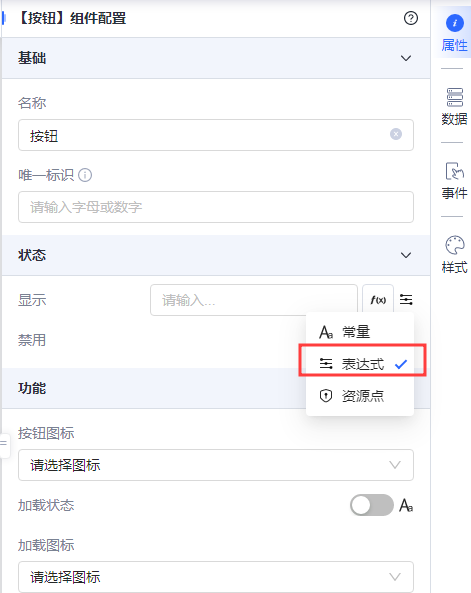 【按钮】组件配置
基础
名称
按钮
唯一标识
请输入字母或数字
状态
显示
请输入...
f(x)
常量
禁用
表达式
资源点
功能
按钮图标
请选择图标
加载状态
加载图标
请选择图标
属性
数据
事件
样式